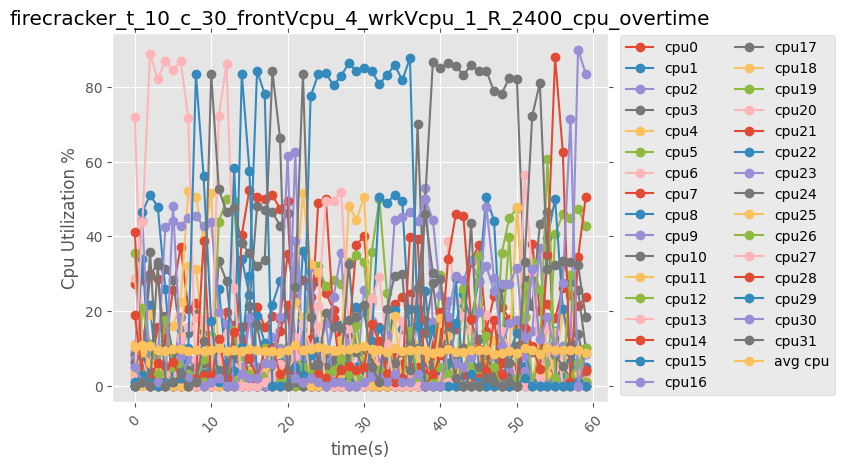 firecracker_t_10_c_30_frontVcpu_4_wrkVcpu_1_R_2400_cpu_overtime
Cpu Utilization %
80
60
40
20
0
0
10
20
30
40
50
60
time(s)
cpu0
cpu1
cpu2
cpu3
cpu4
cpu5
cpu6
cpu7
cpu8
cpu9
cpu10
cpu11
cpu12
cpu13
cpu14
cpu15
cpu16
cpu17
cpu18
cpu19
cpu20
cpu21
cpu22
cpu23
cpu24
cpu25
cpu26
cpu27
cpu28
cpu29
cpu30
cpu31
avg cpu